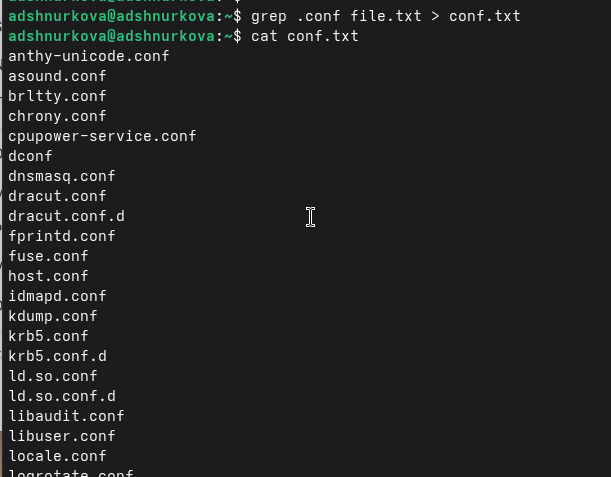 adshnurkova@adshnurkova:~$ grep .conf file.txt > conf.txt
adshnurkova@adshnurkova:~$ cat conf.txt
anthy-unicode.conf
asound.conf
brltty.conf
chrony.conf
cpupower-service.conf
dconf
dnsmasq.conf
dracut.conf
dracut.conf.d
fprintd.conf
fuse.conf
host.conf
idmapd.conf
kdump.conf
krb5.conf
krb5.conf.d
ld.so.conf
ld.so.conf.d
libaudit.conf
libuser.conf
locale.conf
logrotate.conf